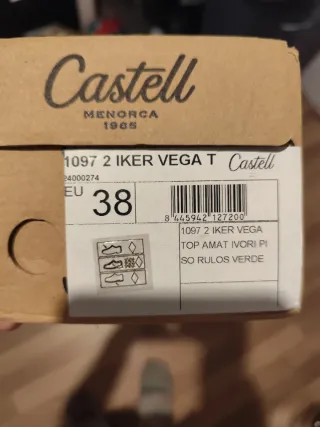 Castell
MENORCA
1965
1097 2 IKER VEGA T Castell
24000274
EU 38
8 445942 127200
1097 2 IKER VEGA
TOP AMAT IVORI PI
SO RULOS VERDE